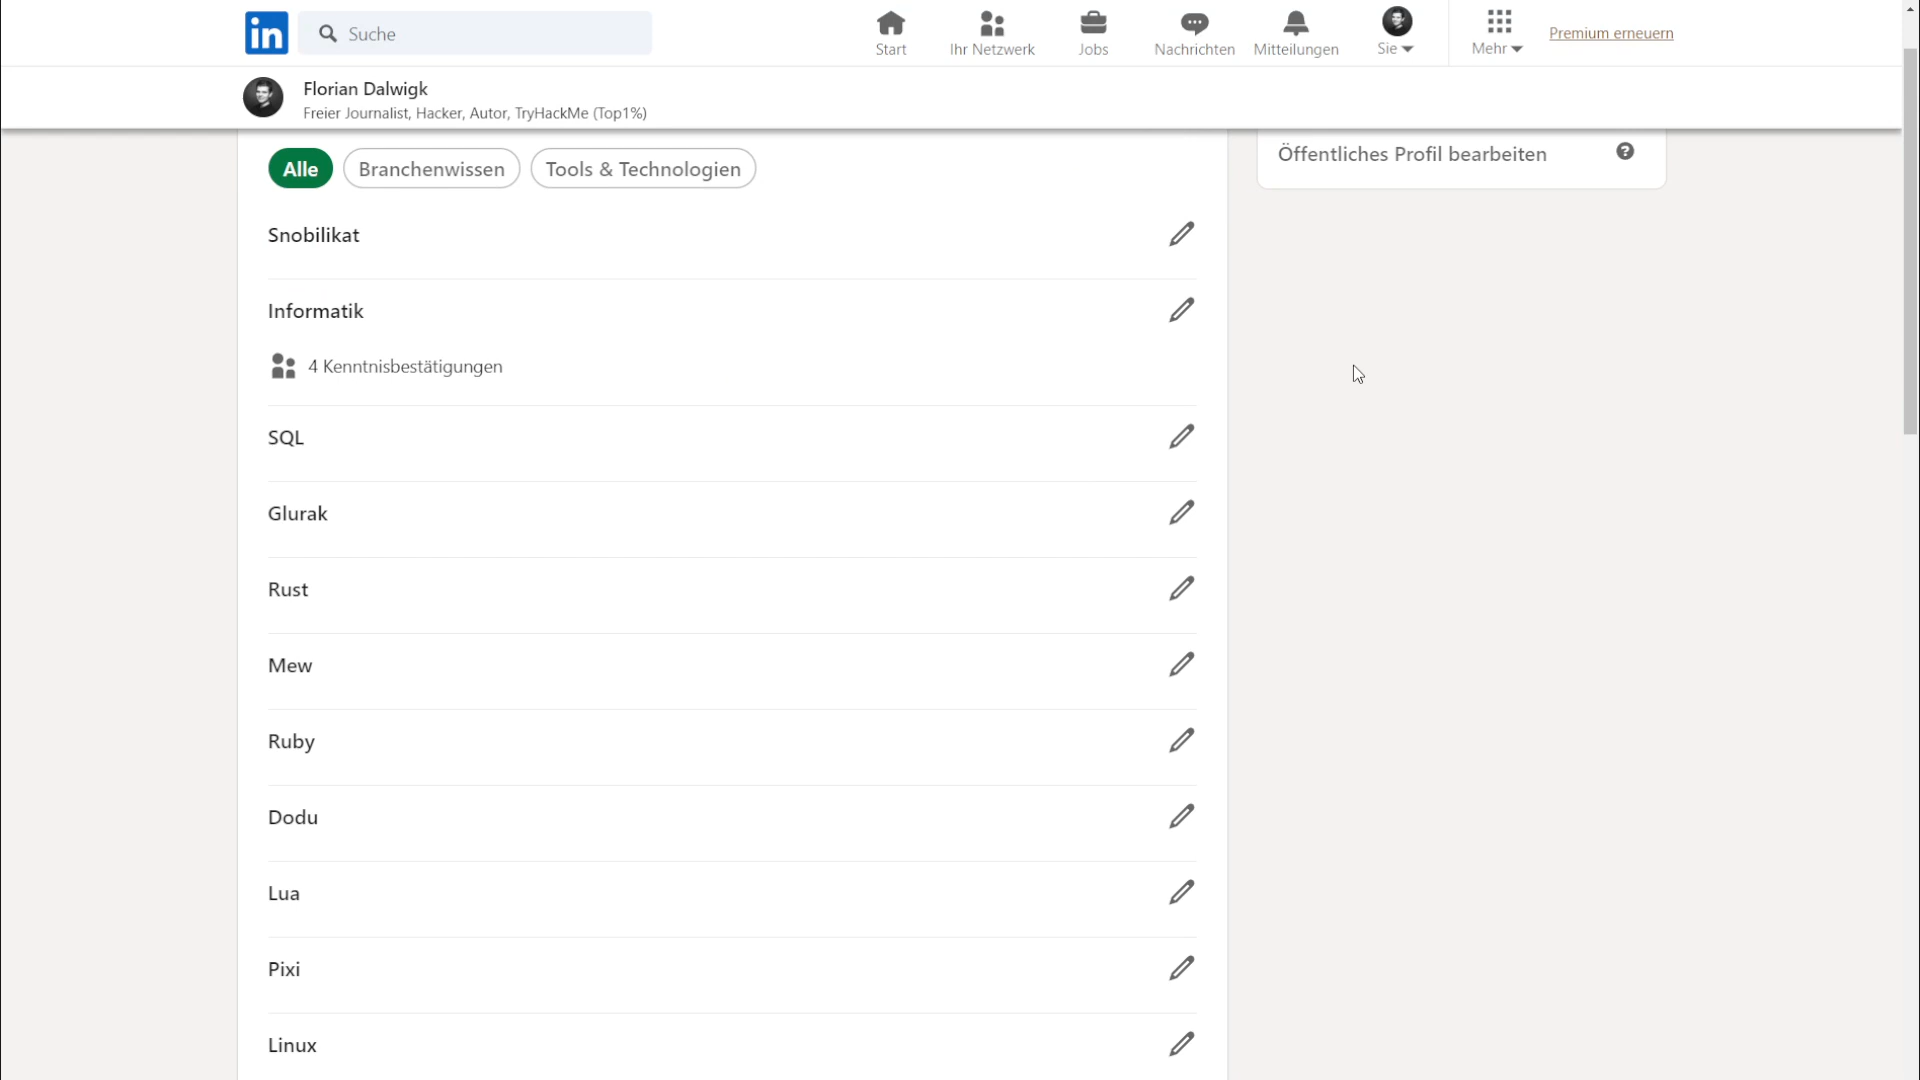 in
Suche
Start
Ihr Netzwerk
Jobs
Nachrichten
Mitteilungen
Sie
Mehr
Premium erneuern
Florian Dalwigk
Freier Journalist, Hacker, Autor, TryHackMe (Top1%)
Alle
Branchenwissen
Tools & Technologien
Öffentliches Profil bearbeiten
?
Snobilikat
Informatik
4 Kenntnisbestätigungen
SQL
Glurak
Rust
Mew
Ruby
Dodu
Lua
Pixi
Linux